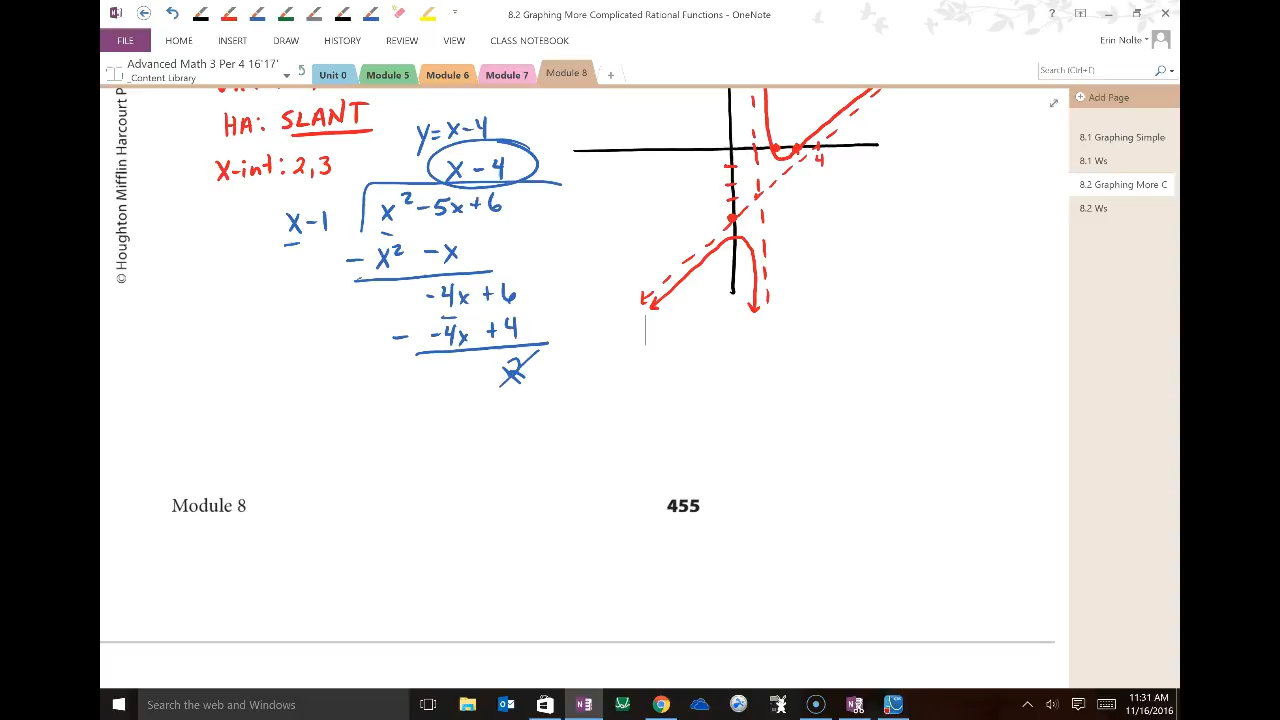 8.2 Graphing More Complicated Rational Functions - OneNote
FILE HOME INSERT DRAW HISTORY REVIEW VIEW CLASS NOTEBOOK
Erin Nolte
Advanced Math 3 Per 4 16'17'
_Content Library
Unit 0 Module 5 Module 6 Module 7 Module 8 +
Search (Ctrl+E)
Add Page
8.1 Graphing Simple
8.1 Ws
8.2 Graphing More C
8.2 Ws
© Houghton Mifflin Harcourt P
HA: SLANT
x-int: 2,3
y=x-4
x - 4
x-1
x² -5x+6
- x² -x
-4x +6
- -4x +4
2
4
Module 8
455
Search the web and Windows
11:31 AM
11/16/2016